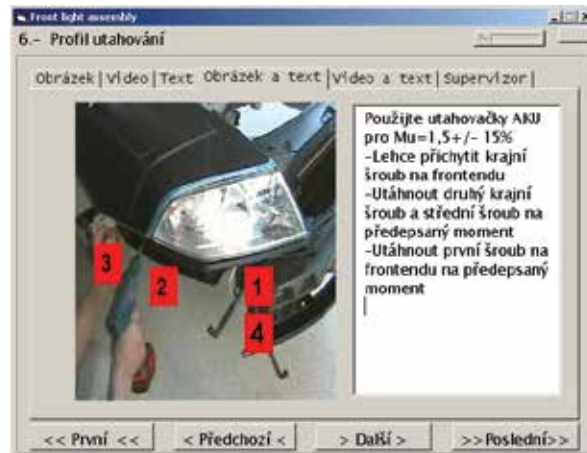 Front light assembly
6.- Profil utahování
Obrázek | Video | Text Obrázek a text | Video a text | Supervizor |
Použijte utahovačky AKU
pro Mu=1,5+/- 15%
-Lehce přichytit krajní
šroub na frontendu
-Utáhnout druhý krajní
šroub a střední šroub na
předepsaný moment
-Utáhnout první šroub na
frontendu na předepsaný
moment
3
2
1
4
<< První <<
< Předchozí <
> Další >
>>Poslední>>